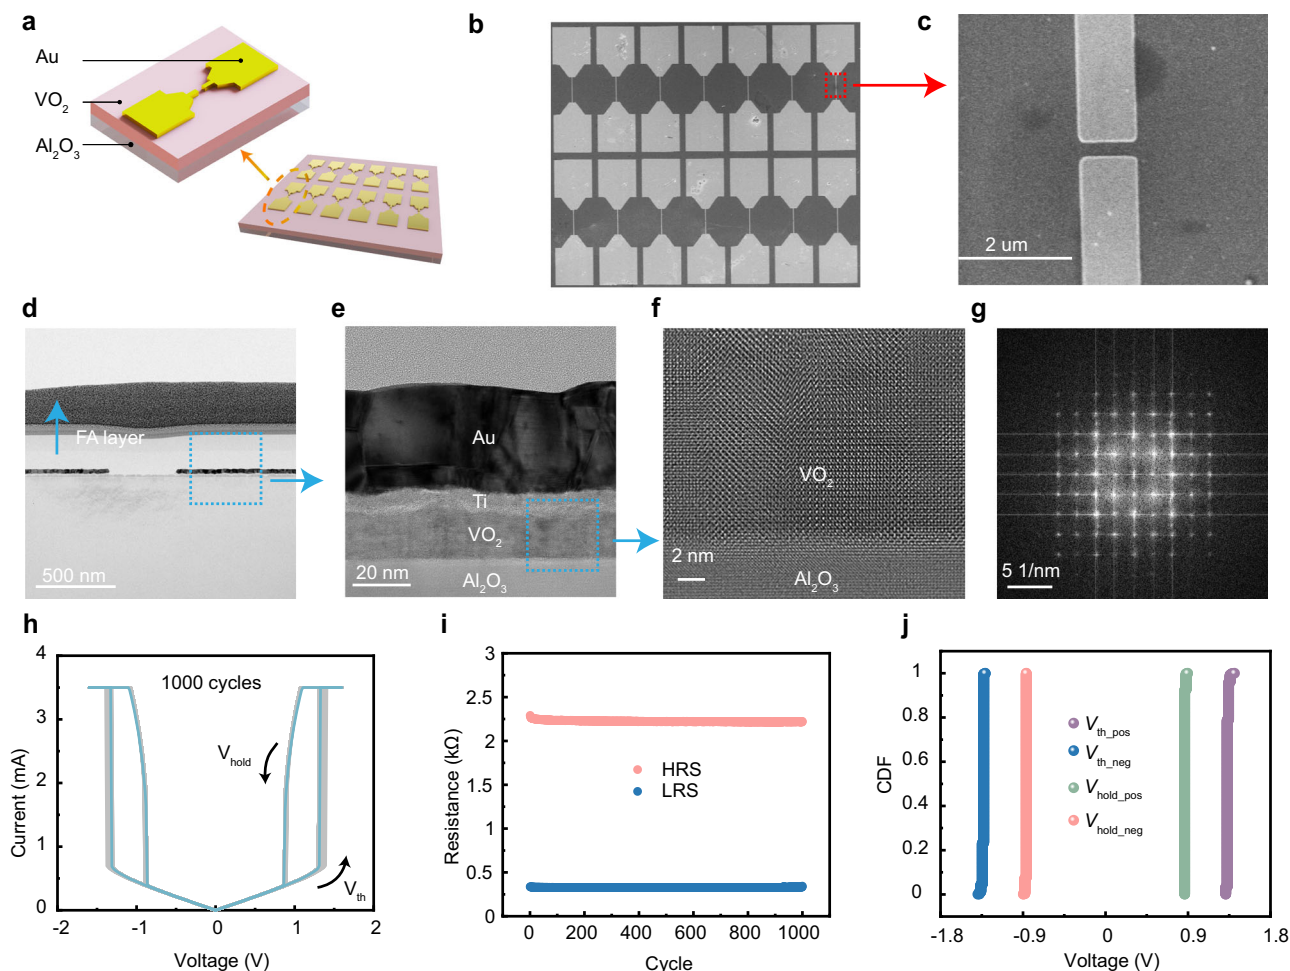 a
Au
VO2
Al2O3
b
c
2 um
d
FA layer
500 nm
e
Au
Ti
VO2
20 nm
Al2O3
f
VO2
2 nm
Al2O3
g
5 1/nm
h
4
3
2
1
0
1000 cycles
Vhold
Vth
-2
-1
0
1
2
Current (mA)
Voltage (V)
i
3
2.5
2
1.5
1
0.5
0
HRS
LRS
0
200
400
600
800
1000
Resistance (kΩ)
Cycle
j
1
0.8
0.6
0.4
0.2
0
Vth_pos
Vth_neg
Vhold_pos
Vhold_neg
-1.8
-0.9
0
0.9
1.8
CDF
Voltage (V)